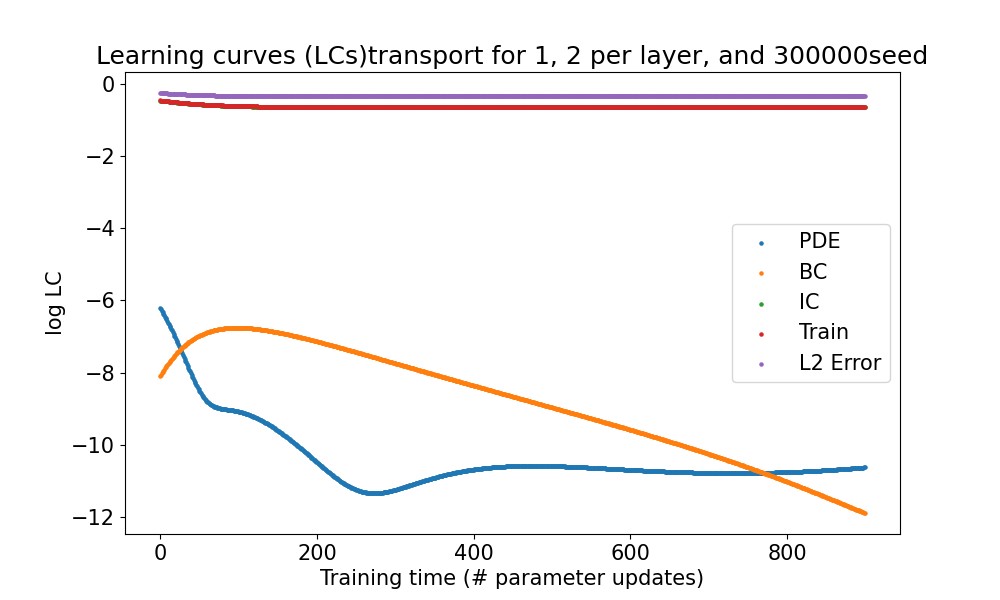 Learning curves (LCs)transport for 1, 2 per layer, and 300000seed
0
−2
−4
−6
−8
−10
−12
log LC
PDE
BC
IC
Train
L2 Error
0 200 400 600 800
Training time (# parameter updates)